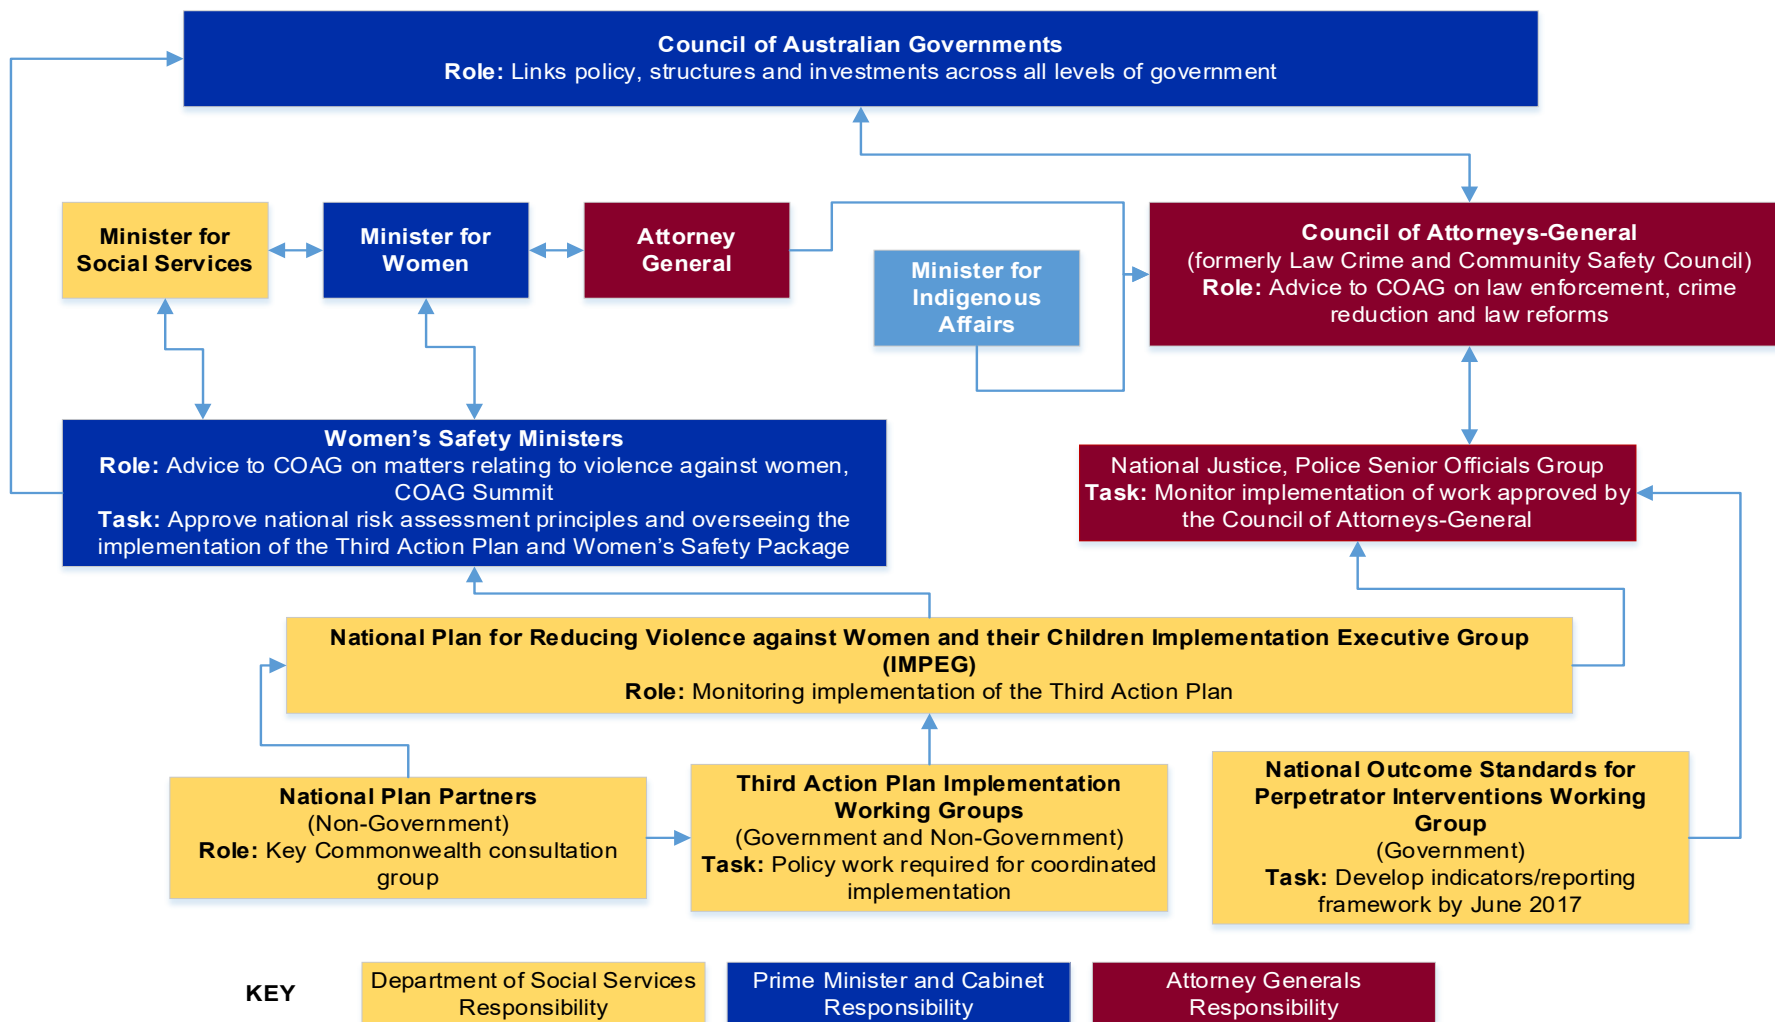 Council of Australian Governments
Role: Links policy, structures and investments across all levels of government
Minister for
Social Services
Minister for
Women
Attorney
General
Minister for
Indigenous
Affairs
Council of Attorneys-General
(formerly Law Crime and Community Safety Council)
Role: Advice to COAG on law enforcement, crime
reduction and law reforms
Women’s Safety Ministers
Role: Advice to COAG on matters relating to violence against women,
COAG Summit
Task: Approve national risk assessment principles and overseeing the
implementation of the Third Action Plan and Women’s Safety Package
National Justice, Police Senior Officials Group
Task: Monitor implementation of work approved by
the Council of Attorneys-General
National Plan for Reducing Violence against Women and their Children Implementation Executive Group
(IMPEG)
Role: Monitoring implementation of the Third Action Plan
National Plan Partners
(Non-Government)
Role: Key Commonwealth consultation
group
Third Action Plan Implementation
Working Groups
(Government and Non-Government)
Task: Policy work required for coordinated
implementation
National Outcome Standards for
Perpetrator Interventions Working
Group
(Government)
Task: Develop indicators/reporting
framework by June 2017
KEY
Department of Social Services
Responsibility
Prime Minister and Cabinet
Responsibility
Attorney Generals
Responsibility